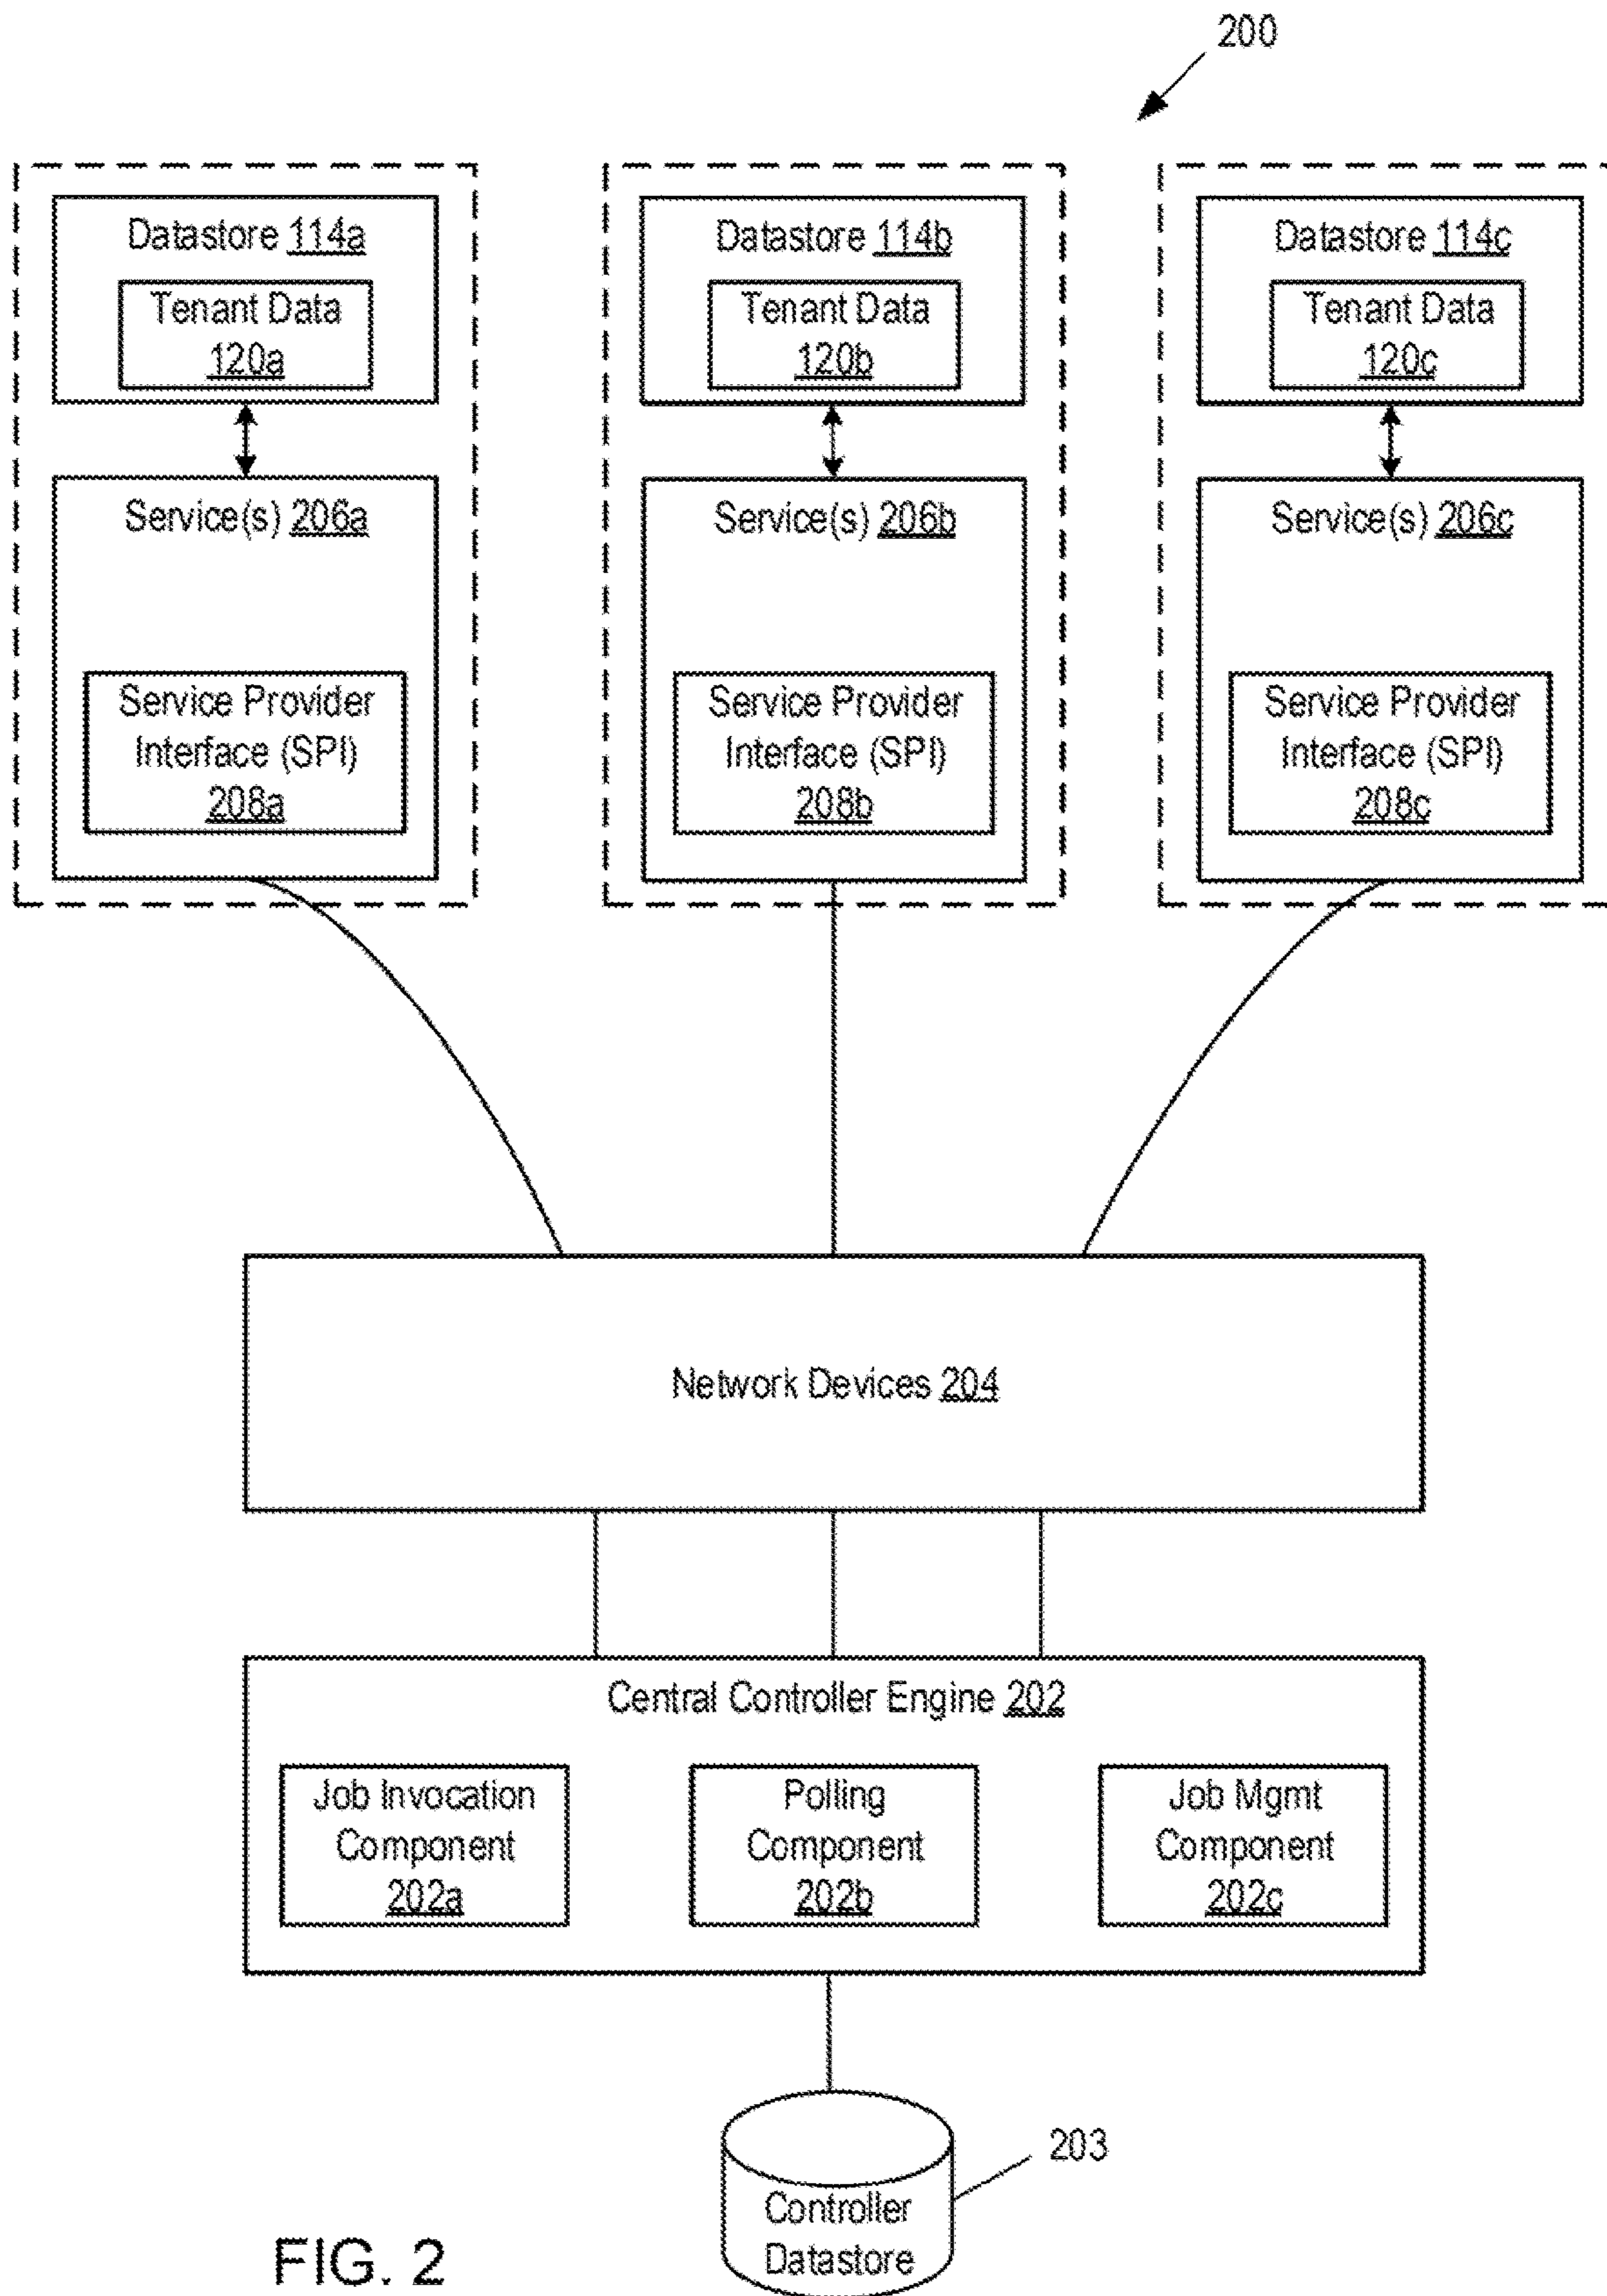 200
Datastore 114a
Tenant Data
120a
Service(s) 206a
Service Provider
Interface (SPI)
208a
Datastore 114b
Tenant Data
120b
Service(s) 206b
Service Provider
Interface (SPI)
208b
Datastore 114c
Tenant Data
120c
Service(s) 206c
Service Provider
Interface (SPI)
208c
Network Devices 204
Central Controller Engine 202
Job Invocation
Component
202a
Polling
Component
202b
Job Mgmt
Component
202c
203
Controller
Datastore
FIG. 2